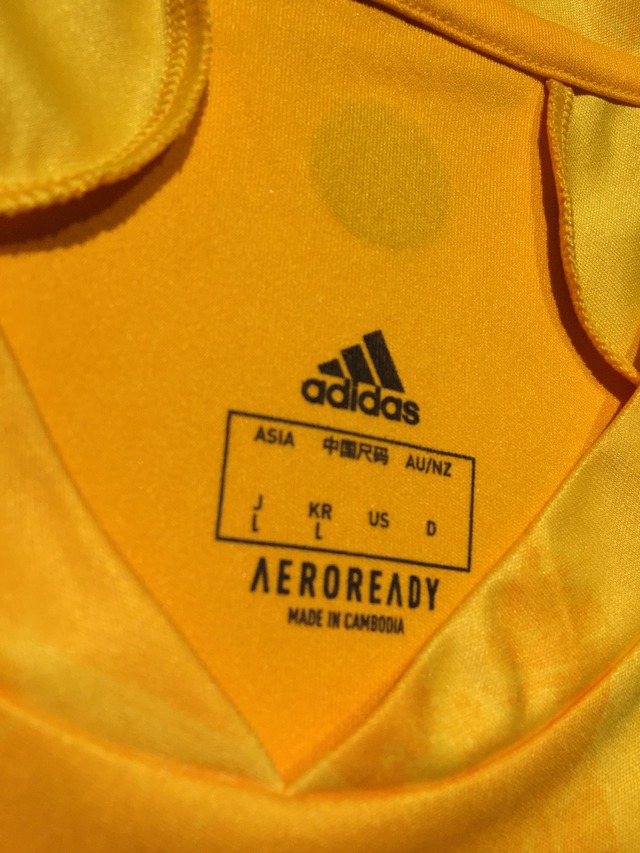 adidas
ASIA 中国尺码 AU/NZ
J KR US D
L L
AEROREADY
MADE IN CAMBODIA